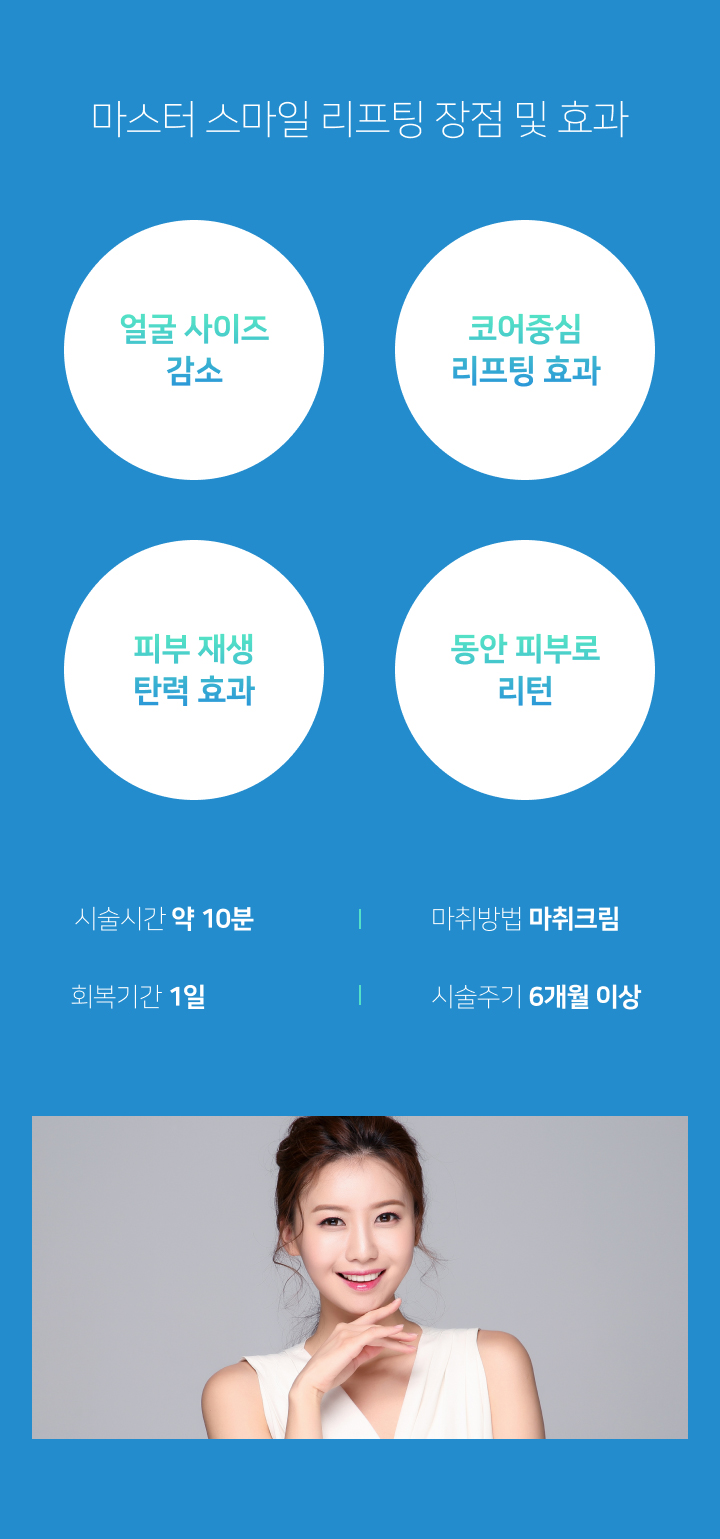 마스터 스마일 리프팅 장점 및 효과
얼굴 사이즈
감소
코어중심
리프팅 효과
피부 재생
탄력 효과
동안 피부로
리턴
시술시간 약 10분
마취방법 마취크림
회복기간 1일
시술주기 6개월 이상